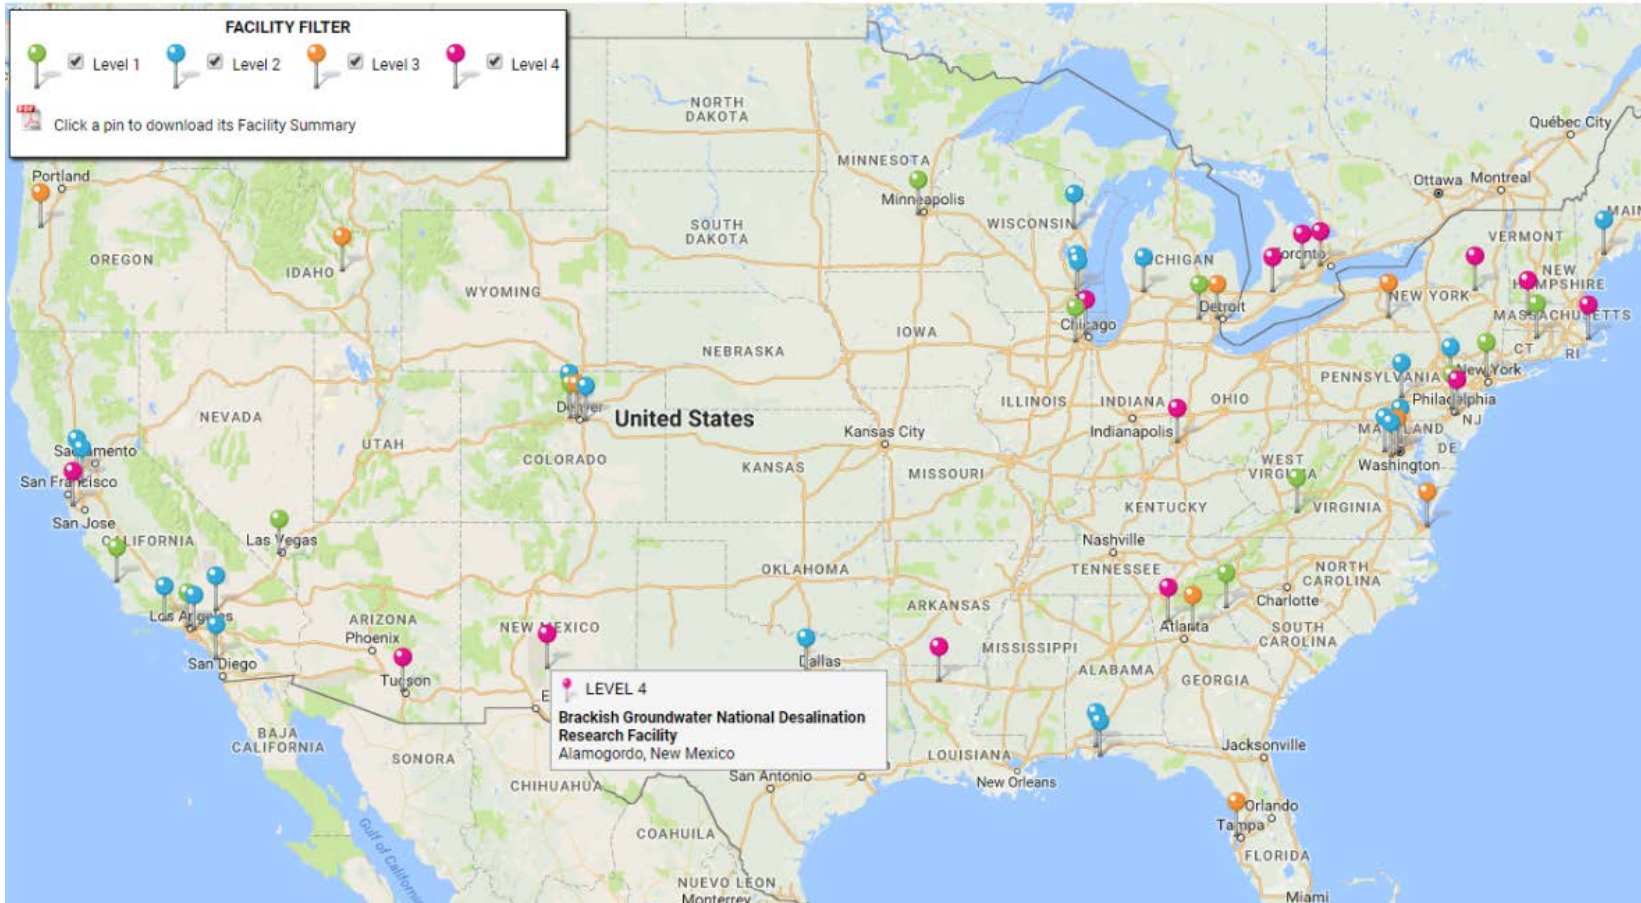 FACILITY FILTER
Level 1 Level 2 Level 3 Level 4
PDF
Click a pin to download its Facility Summary
NORTH
DAKOTA
Québec City
MINNESOTA
Portland
Ottawa Montreal
Minneapolis
MAIN
WISCONSIN
SOUTH
DAKOTA
VERMONT
OREGON
IDAHO
CHIGAN
Toronto
NEW
HAMPSHIRE
WYOMING
NEW YORK
Detroit
MASSACHUSETTS
IOWA
Chicago
NEBRASKA
CT RI
New York
PENNSYLVANIA
Philadelphia
NJ
ILLINOIS INDIANA OHIO
Denver
United States
NEVADA
Kansas City
Indianapolis
MARYLAND
DE
UTAH
Sacramento
COLORADO
KANSAS
MISSOURI
WEST
VIRGINIA
Washington
San Francisco
San Jose
KENTUCKY
VIRGINIA
CALIFORNIA
Las Vegas
Nashville
OKLAHOMA
TENNESSEE
NORTH
CAROLINA
ARKANSAS
Charlotte
Los Angeles
ARIZONA
NEW MEXICO
Phoenix
Atlanta
SOUTH
CAROLINA
MISSISSIPPI
San Diego
Dallas
Tucson
ALABAMA
GEORGIA
LEVEL 4
E
Brackish Groundwater National Desalination
Research Facility
Alamogordo, New Mexico
BAJA
CALIFORNIA
SONORA
LOUISIANA
Jacksonville
CHIHUAHUA
San Antonio
New Orleans
Orlando
Tampa
Gulf of California
COAHUILA
FLORIDA
NUEVO LEON
Monterrey
Miami